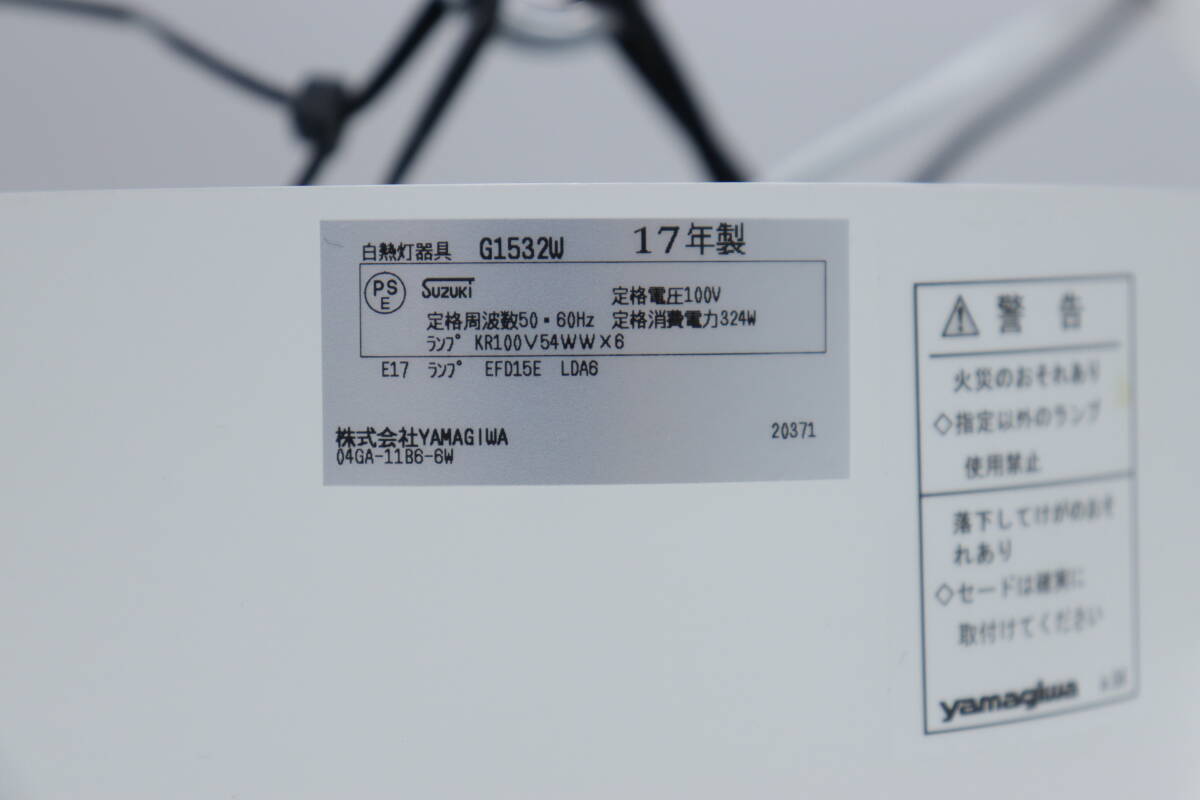 白熱灯器具 G1532W 17年製
PS
E
SUZUKI 定格電圧100V
定格周波数50・60Hz 定格消費電力324W
ﾗﾝﾌﾟ KR100V54WW×6
E17 ﾗﾝﾌﾟ EFD15E LDA6
株式会社YAMAGIWA 20371
04GA-11B6-6W
警告
火災のおそれあり
◇指定以外のランプ
使用禁止
落下してけがのおそ
れあり
◇セードは確実に
取付けてください
yamagiwa